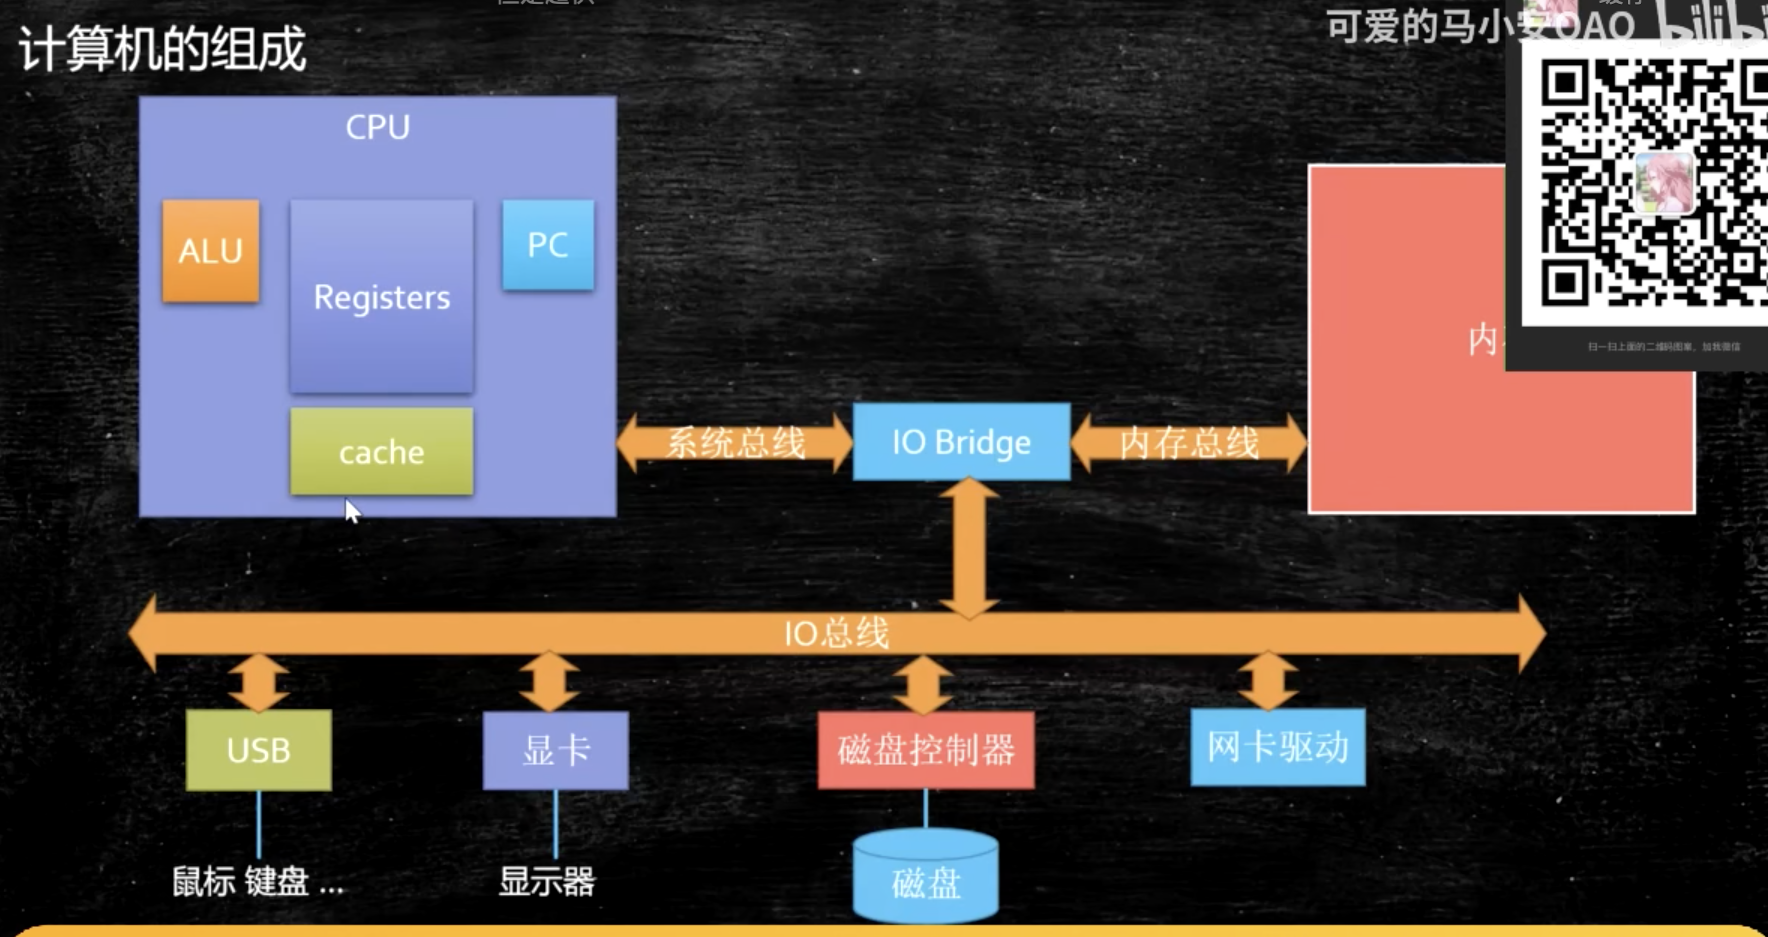 可爱的马小安OAO bilibili
计算机的组成
CPU
ALU
Registers
PC
cache
系统总线
IO Bridge
内存总线
内
扫一扫上面的二维码图案，加我微信
IO总线
USB
显卡
磁盘控制器
网卡驱动
鼠标 键盘 ...
显示器
磁盘